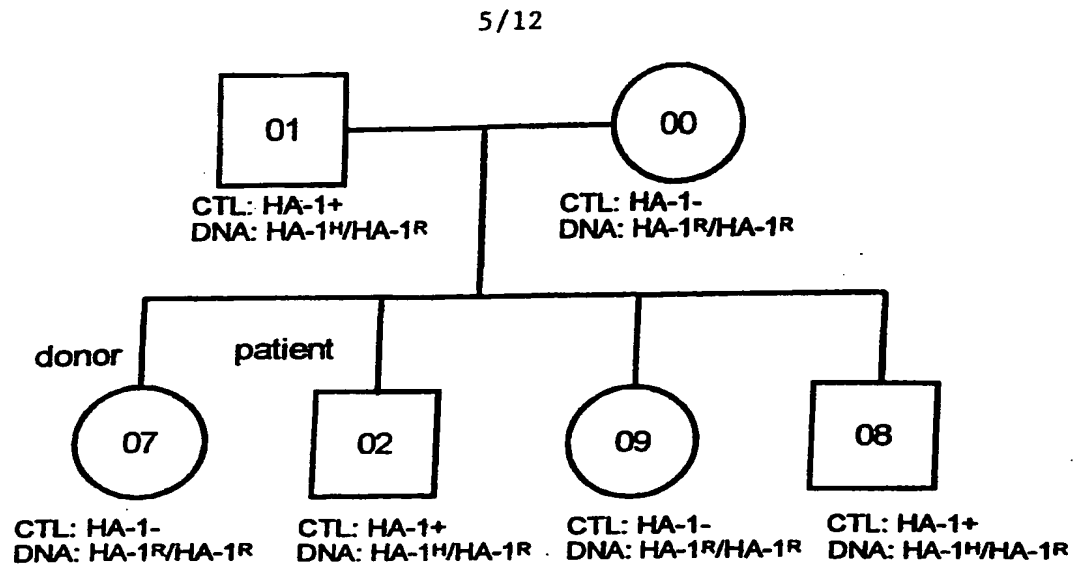 5/12
01
00
CTL: HA-1+
DNA: HA-1H/HA-1R
CTL: HA-1-
DNA: HA-1R/HA-1R
donor
patient
07
02
09
08
CTL: HA-1-
DNA: HA-1R/HA-1R
CTL: HA-1+
DNA: HA-1H/HA-1R
CTL: HA-1-
DNA: HA-1R/HA-1R
CTL: HA-1+
DNA: HA-1H/HA-1R